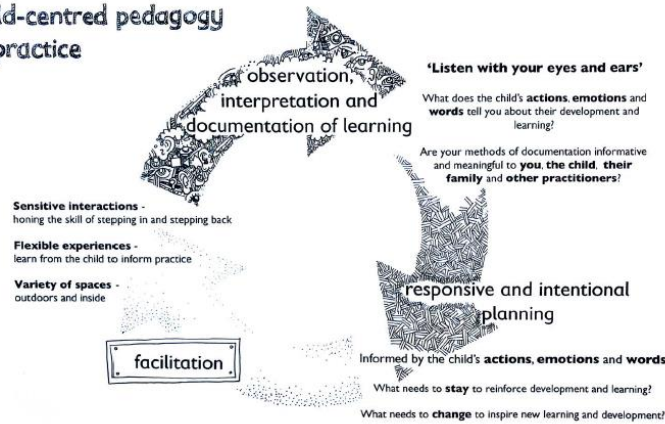 ld-centred pedagogy
practice
observation,
interpretation and
documentation of learning
'Listen with your eyes and ears'
What does the child's actions, emotions and
words tell you about their development and
learning?
Are your methods of documentation informative
and meaningful to you, the child, their
family and other practitioners?
Sensitive interactions -
honing the skill of stepping in and stepping back
Flexible experiences -
learn from the child to inform practice
Variety of spaces -
outdoors and inside
responsive and intentional
planning
Informed by the child's actions, emotions and words
What needs to stay to reinforce development and learning?
What needs to change to inspire new learning and development?
facilitation